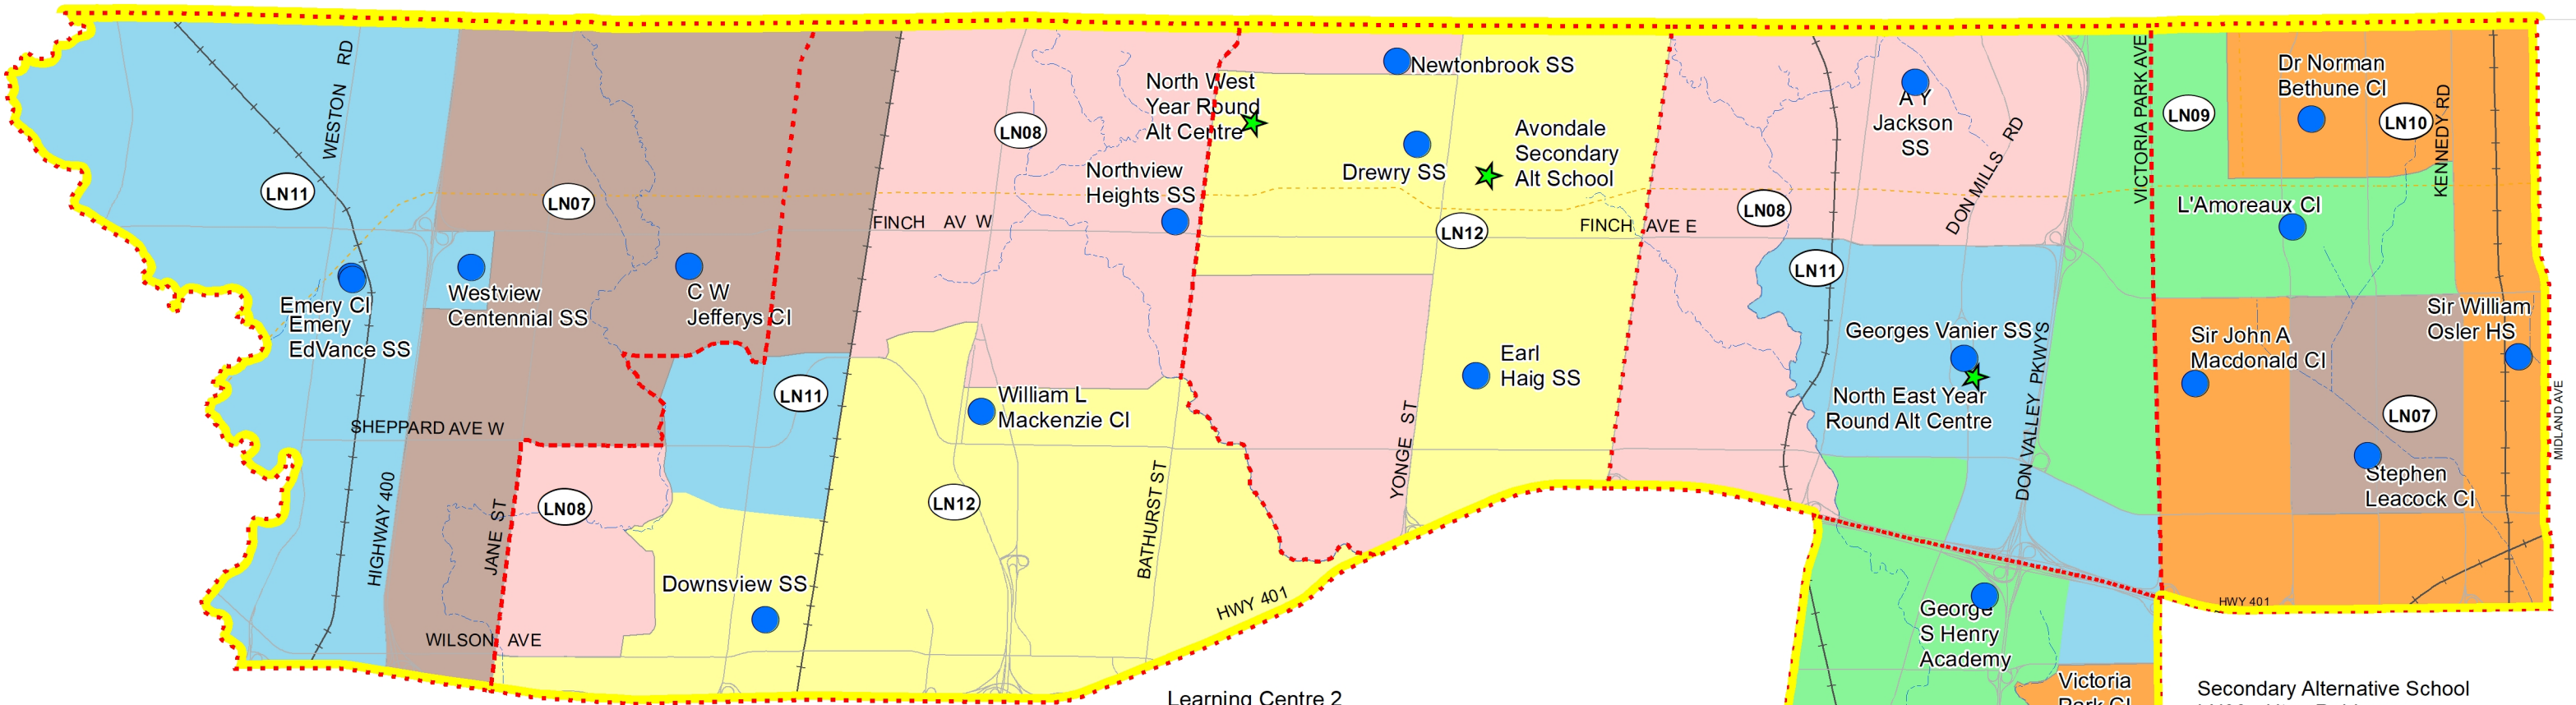 WESTON RD
LN11
LN07
Emery CI
Emery
EdVance SS
Westview
Centennial SS
C W
Jefferys CI
SHEPPARD AVE W
HIGHWAY 400
JANE ST
LN08
WILSON AVE
LN11
Downsview SS
FINCH AV W
LN08
North West
Year Round
Alt Centre
Northview
Heights SS
William L
Mackenzie CI
LN12
BATHURST ST
HWY 401
Newtonbrook SS
Drewry SS
Avondale
Secondary
Alt School
LN12
FINCH AVE E
Earl
Haig SS
YONGE ST
LN08
A Y
Jackson
SS
DON MILLS RD
LN11
Georges Vanier SS
North East Year
Round Alt Centre
DON VALLEY PKWYS
VICTORIA PARK AVE
LN09
Dr Norman
Bethune CI
LN10
KENNEDY RD
L'Amoreaux CI
Sir William
Osler HS
Sir John A
Macdonald CI
LN07
Stephen
Leacock CI
MIDLAND AVE
HWY 401
George
S Henry
Academy
Victoria
Park CI
Learning Centre 2
Secondary Alternative School